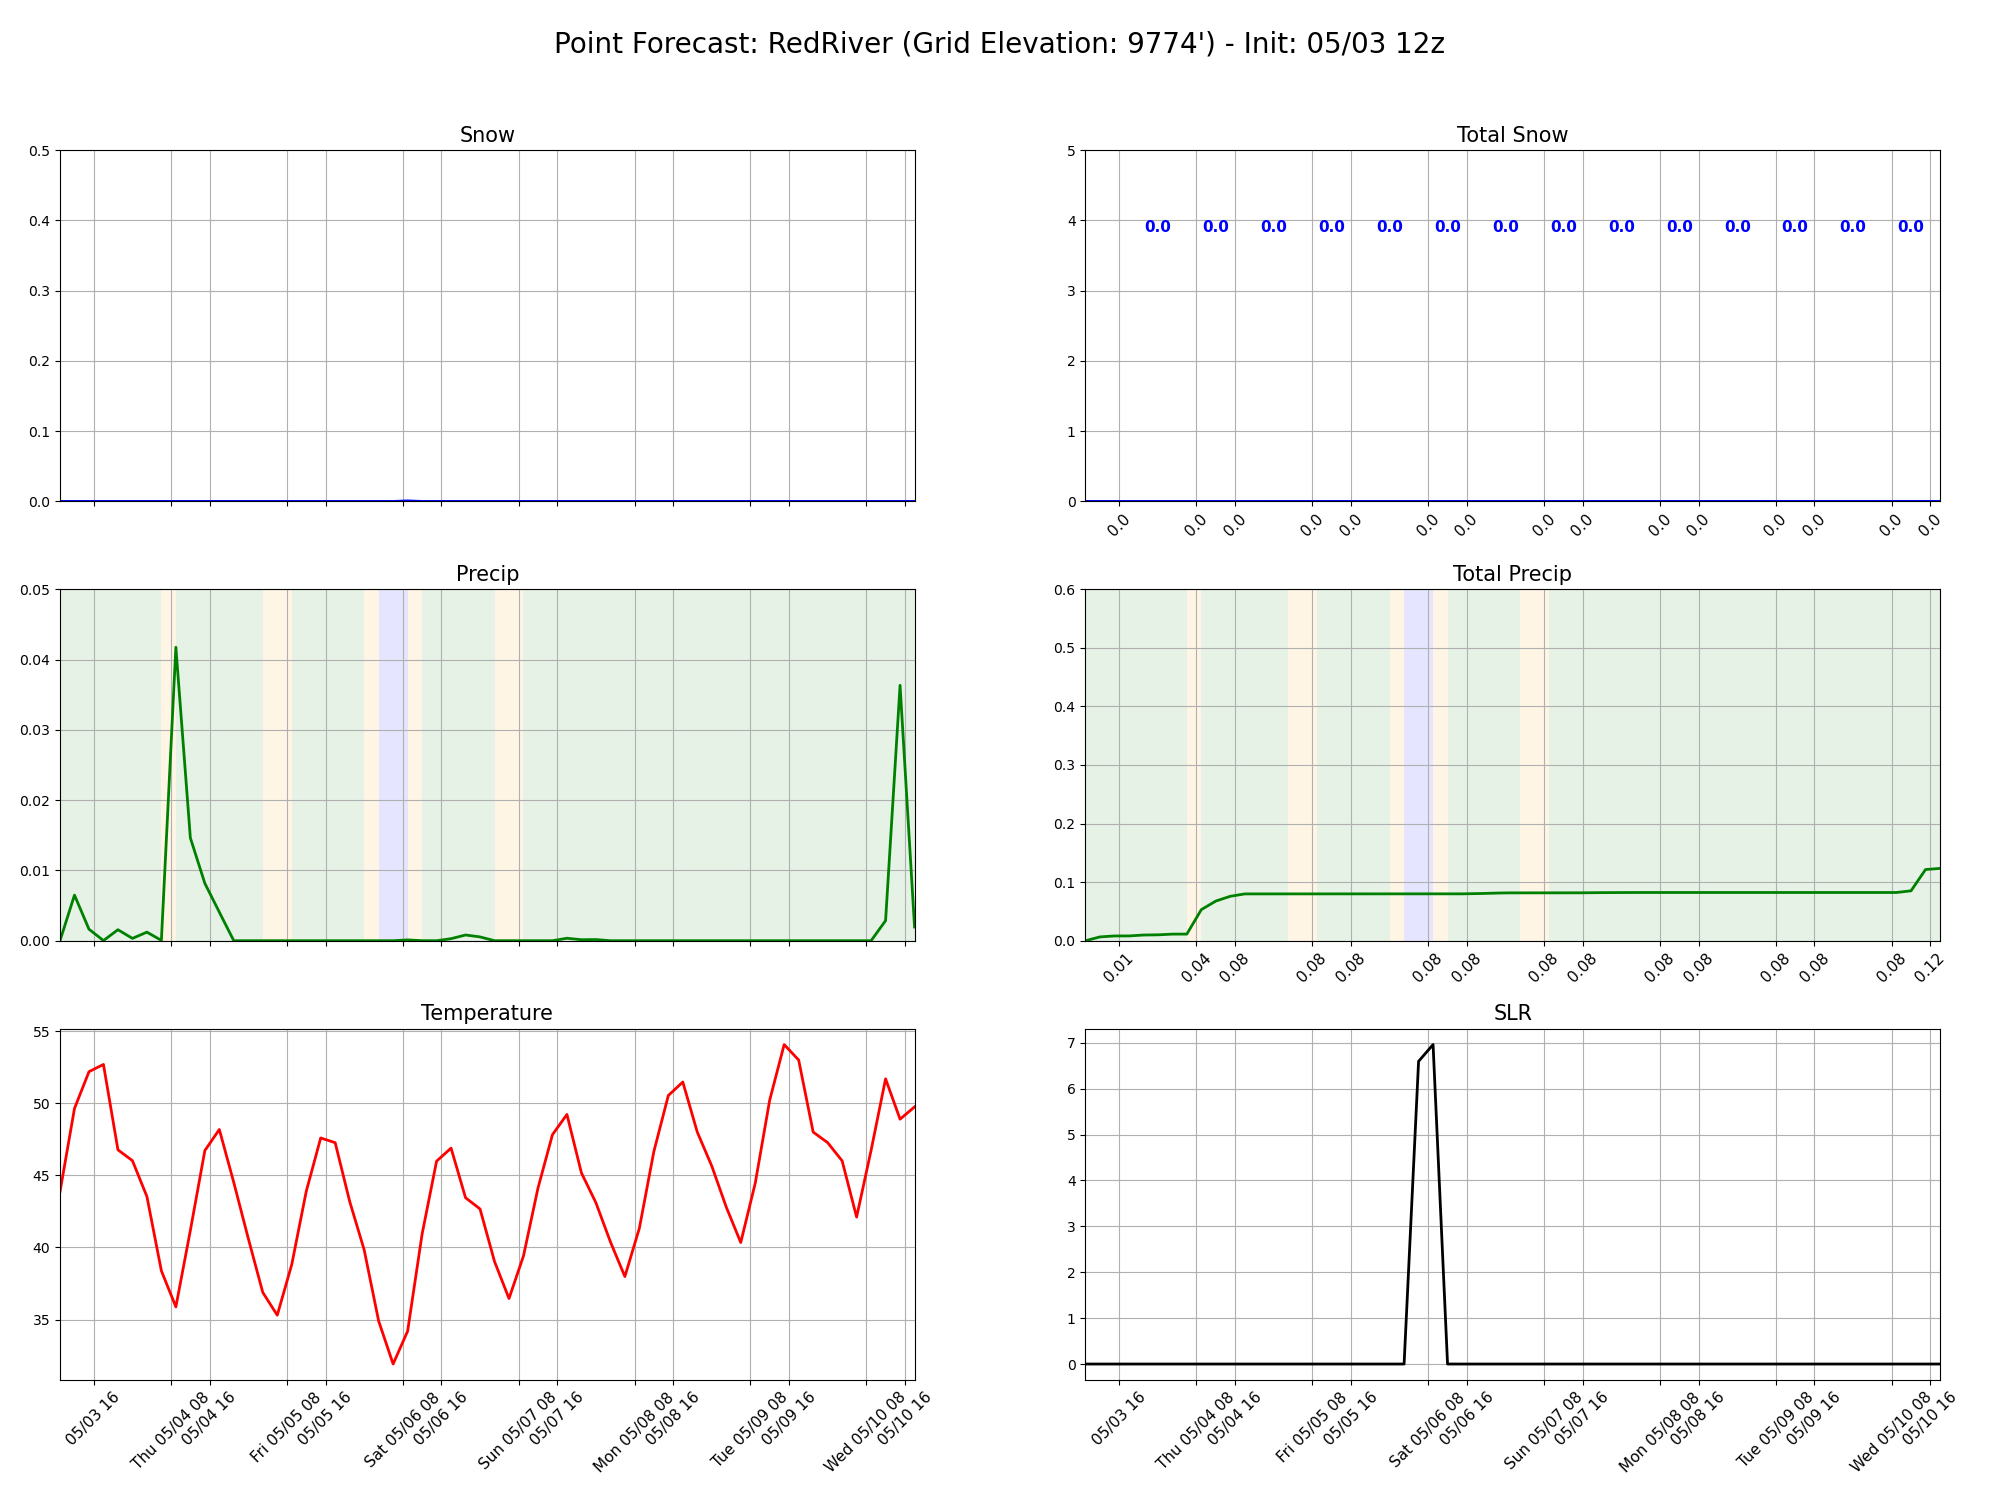 Point Forecast: RedRiver (Grid Elevation: 9774') - Init: 05/03 12z
Snow
0.5
0.4
0.3
0.2
0.1
0.0
Total Snow
5
4
3
2
1
0
0.0 0.0 0.0 0.0 0.0 0.0 0.0 0.0 0.0 0.0 0.0 0.0 0.0 0.0
0.0 0.0 0.0 0.0 0.0 0.0 0.0 0.0 0.0 0.0 0.0 0.0 0.0 0.0 0.0
Precip
0.05
0.04
0.03
0.02
0.01
0.00
Total Precip
0.6
0.5
0.4
0.3
0.2
0.1
0.0
0.01 0.04 0.08 0.08 0.08 0.08 0.08 0.08 0.08 0.08 0.08 0.08 0.08 0.08 0.12
Temperature
55
50
45
40
35
05/03 16
Thu 05/04 08
05/04 16
Fri 05/05 08
05/05 16
Sat 05/06 08
05/06 16
Sun 05/07 08
05/07 16
Mon 05/08 08
05/08 16
Tue 05/09 08
05/09 16
Wed 05/10 08
05/10 16
SLR
7
6
5
4
3
2
1
0
05/03 16
Thu 05/04 08
05/04 16
Fri 05/05 08
05/05 16
Sat 05/06 08
05/06 16
Sun 05/07 08
05/07 16
Mon 05/08 08
05/08 16
Tue 05/09 08
05/09 16
Wed 05/10 08
05/10 16